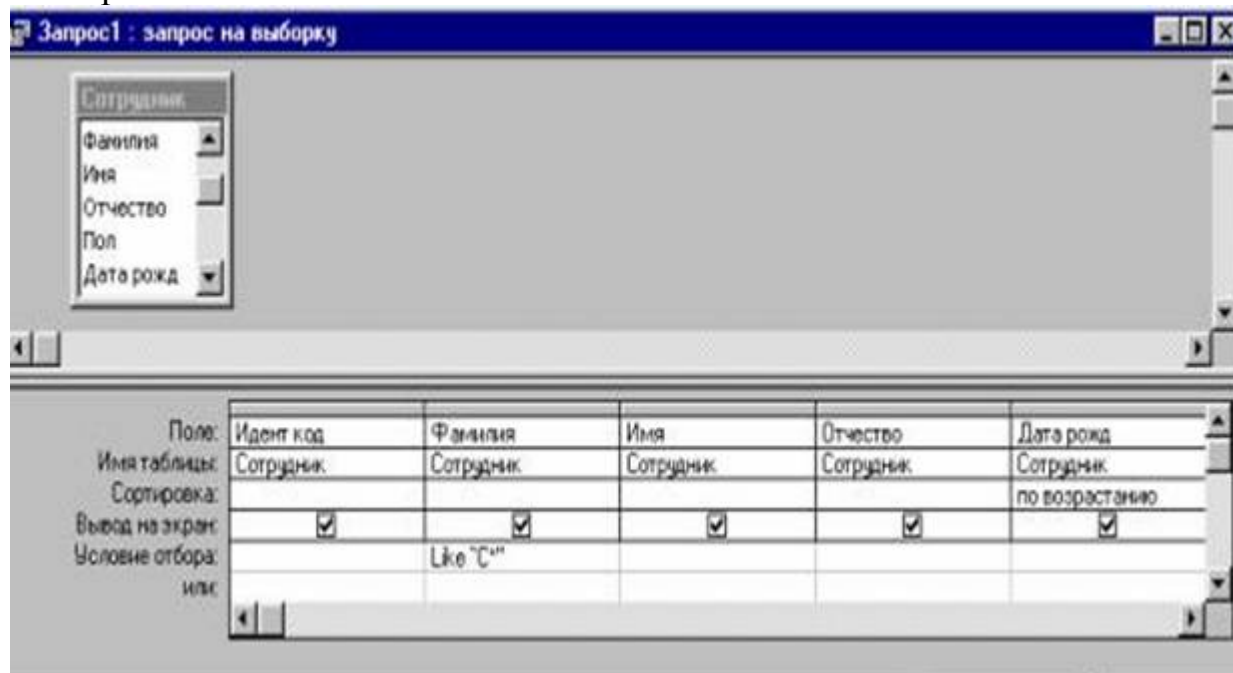 Запрос1 : запрос на выборку
Сотрудник
Фамилия
Имя
Отчество
Пол
Дата рожд
Поле: Идент код Фамилия Имя Отчество Дата рожд
Имя таблицы: Сотрудник Сотрудник Сотрудник Сотрудник Сотрудник
Сортировка: по возрастанию
Вывод на экран:
Условие отбора: Like "С*"
или: